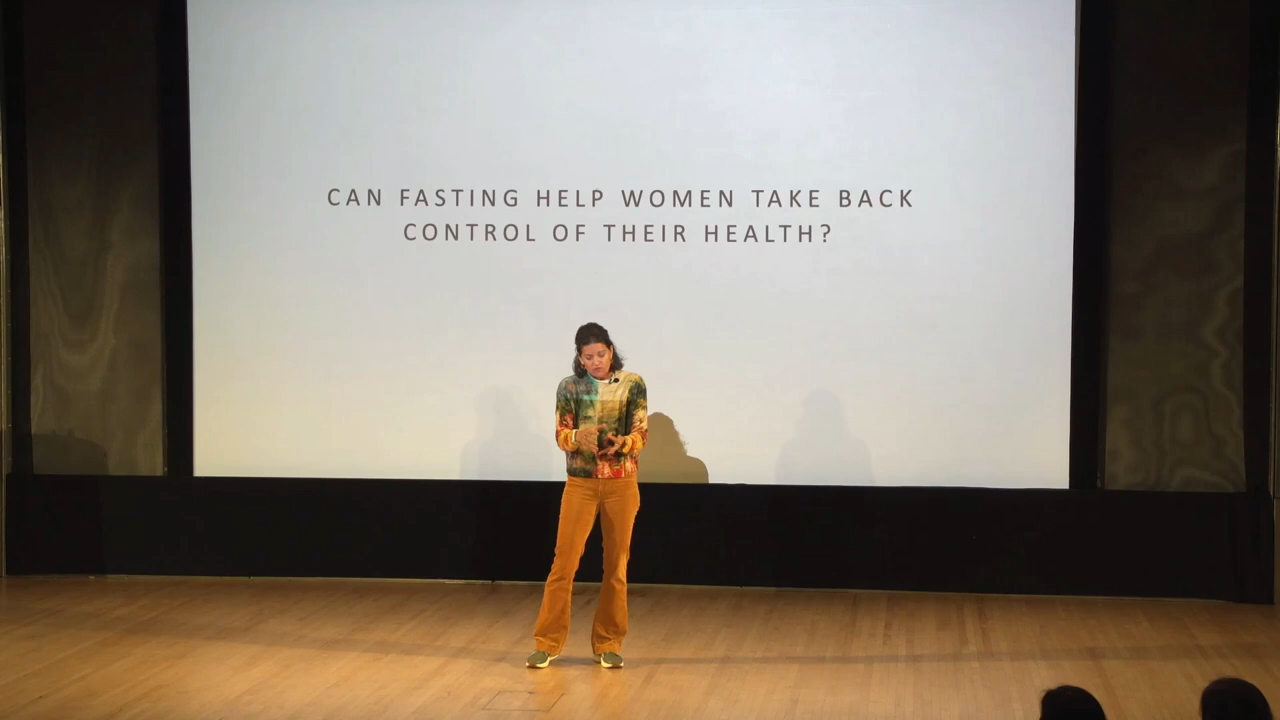 CAN FASTING HELP WOMEN TAKE BACK
CONTROL OF THEIR HEALTH?